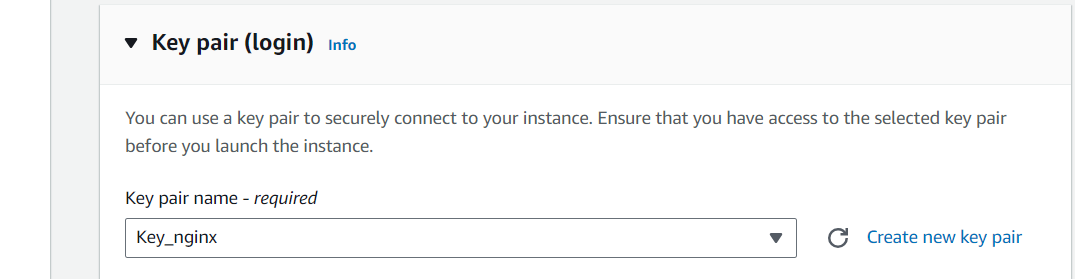 Key pair (login) Info
You can use a key pair to securely connect to your instance. Ensure that you have access to the selected key pair
before you launch the instance.
Key pair name - required
Key_nginx
Create new key pair